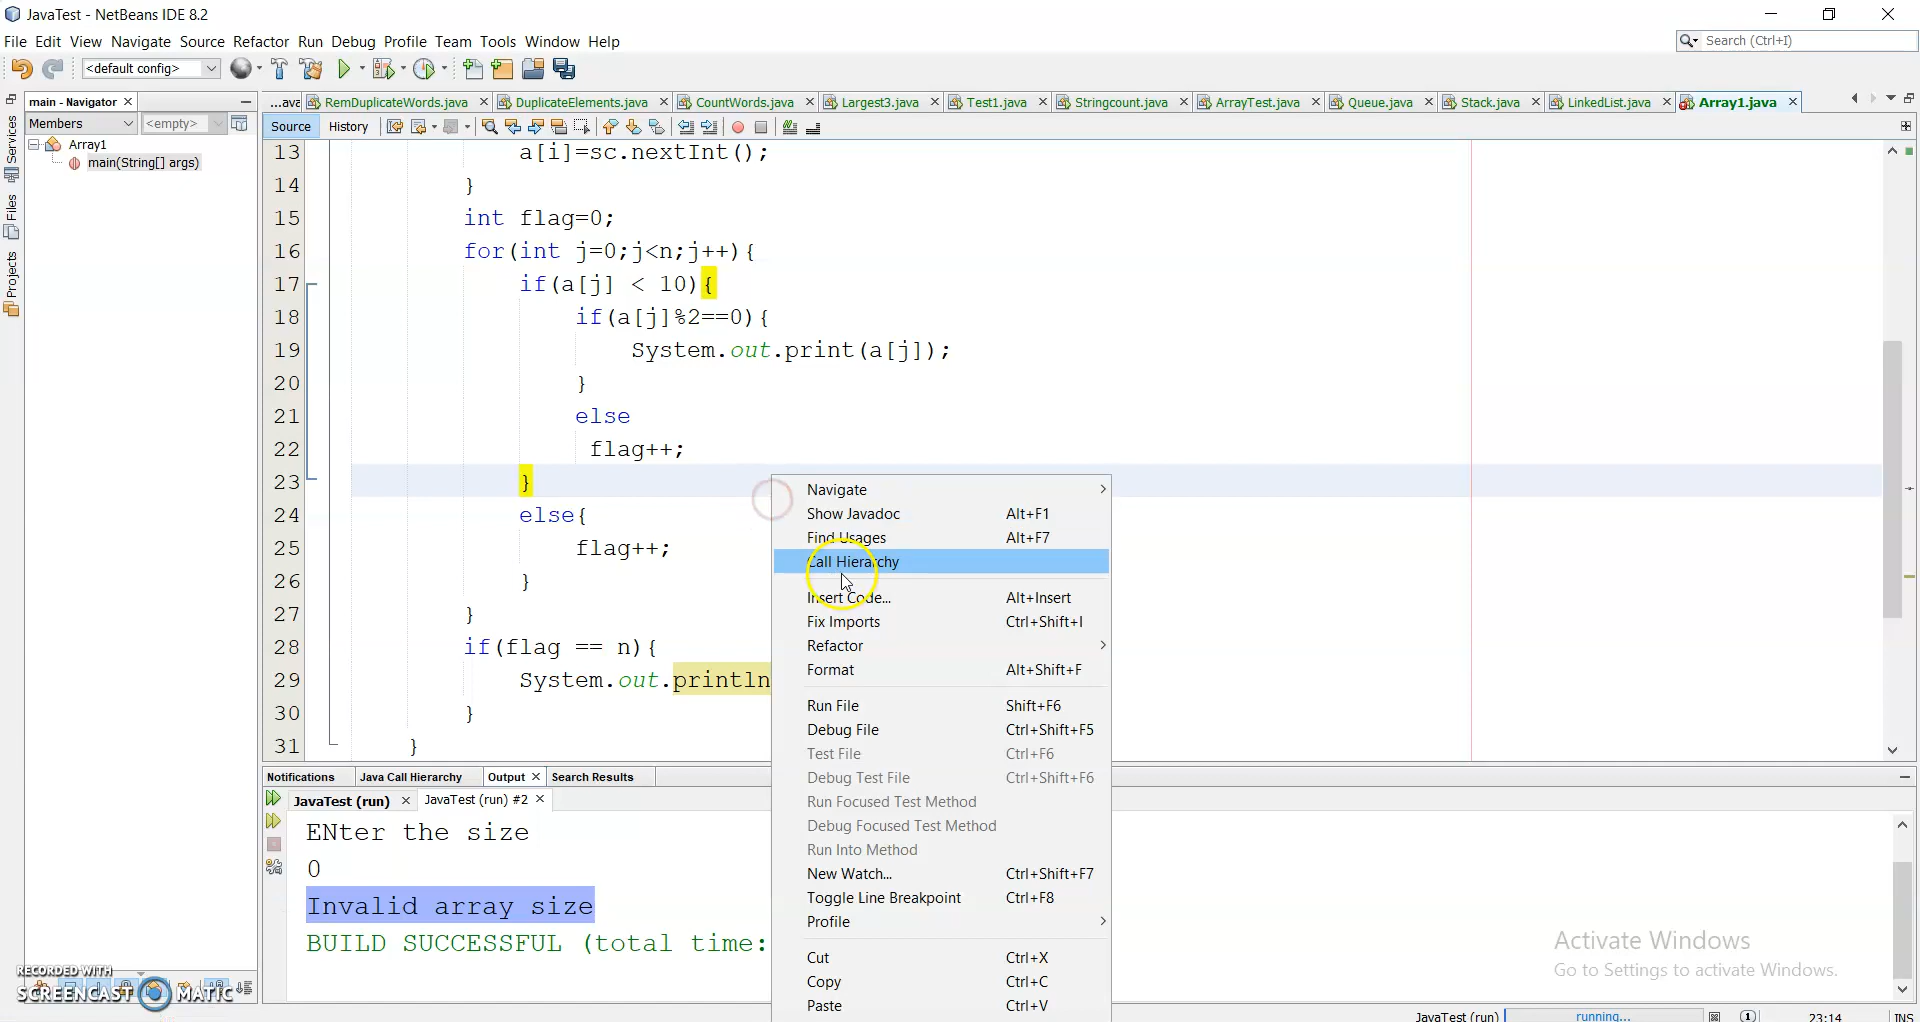 JavaTest - NetBeans IDE 8.2
File Edit View Navigate Source Refactor Run Debug Profile Team Tools Window Help
Search (Ctrl+I)
<default config>
main - Navigator
...ava RemDuplicateWords.java DuplicateElements.java CountWords.java Largest3.java Test1.java Stringcount.java ArrayTest.java Queue.java Stack.java LinkedList.java Array1.java
Members <empty>
Source History
Array1
main(String[] args)
Services
Files
Projects
13 a[i]=sc.nextInt();
14 }
15 int flag=0;
16 for(int j=0;j<n;j++){
17 if(a[j] < 10){
18 if(a[j]%2==0){
19 System.out.print(a[j]);
20 }
21 else
22 flag++;
23 }
24 else{
25 flag++;
26 }
27 }
28 if(flag == n){
29 System.out.println
30 }
31 }
Navigate
Show Javadoc Alt+F1
Find Usages Alt+F7
Call Hierarchy
Insert Code... Alt+Insert
Fix Imports Ctrl+Shift+I
Refactor
Format Alt+Shift+F
Run File Shift+F6
Debug File Ctrl+Shift+F5
Test File Ctrl+F6
Debug Test File Ctrl+Shift+F6
Run Focused Test Method
Debug Focused Test Method
Run Into Method
New Watch... Ctrl+Shift+F7
Toggle Line Breakpoint Ctrl+F8
Profile
Cut Ctrl+X
Copy Ctrl+C
Paste Ctrl+V
Notifications Java Call Hierarchy Output Search Results
JavaTest (run) JavaTest (run) #2
ENter the size
0
Invalid array size
BUILD SUCCESSFUL (total time:
Activate Windows
Go to Settings to activate Windows.
RECORDED WITH
SCREENCAST MATIC
JavaTest (run) running... 1 23:14 INS